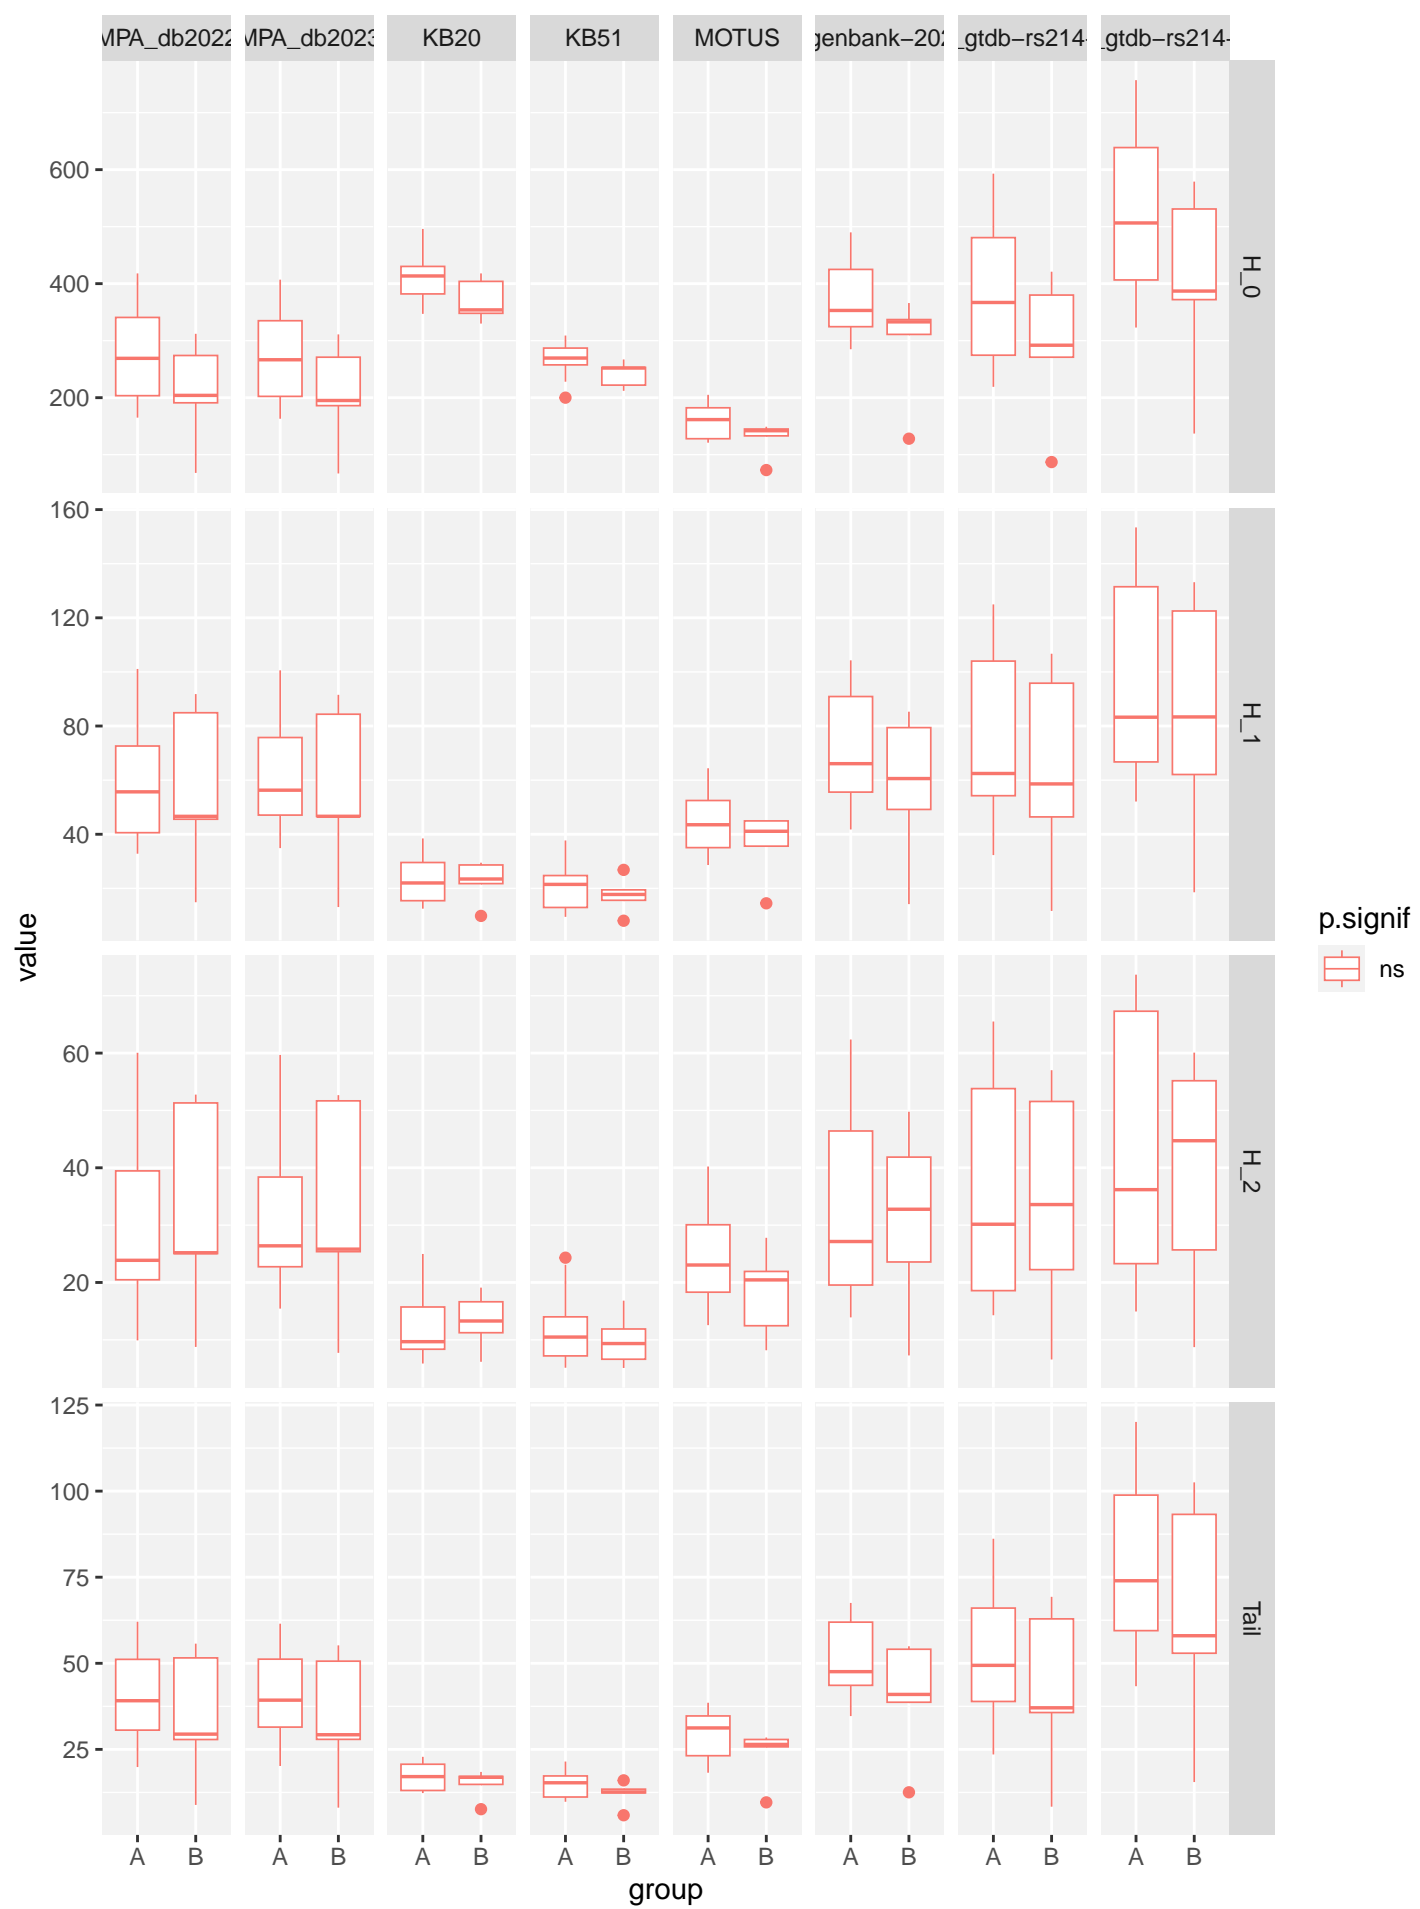 MPA_db2022 MPA_db2023 KB20 KB51 MOTUS genbank−202 _gtdb−rs214− _gtdb−rs214−
600
400
200
H_0
160
120
80
40
H_1
value
60
40
20
H_2
125
100
75
50
25
Tail
A B A B A B A B A B A B A B A B
group
p.signif
ns